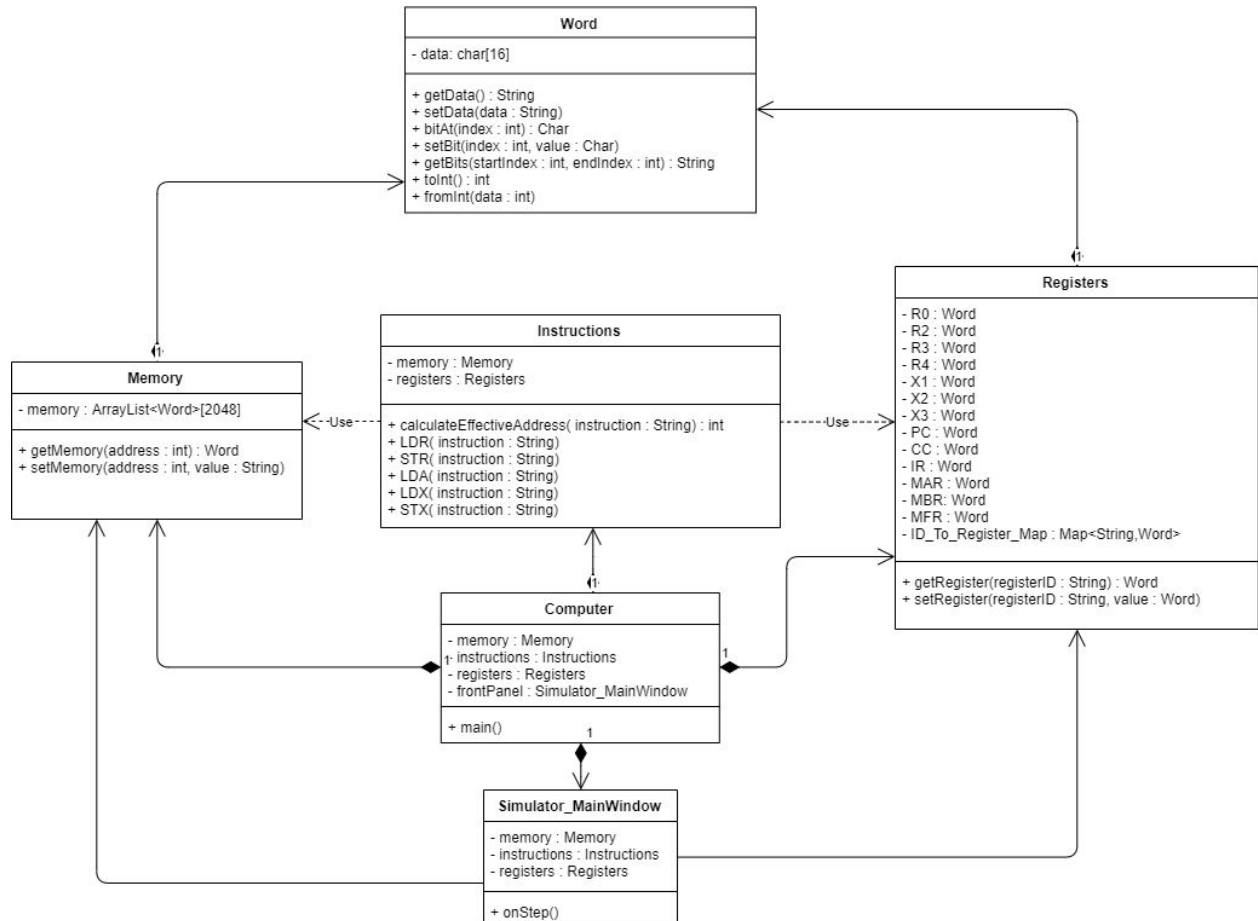 Word
- data: char[16]
+ getData() : String
+ setData(data : String)
+ bitAt(index : int) : Char
+ setBit(index : int, value : Char)
+ getBits(startIndex : int, endIndex : int) : String
+ toInt() : int
+ fromInt(data : int)
1
1
Registers
- R0 : Word
- R2 : Word
- R3 : Word
- R4 : Word
- X1 : Word
- X2 : Word
- X3 : Word
- PC : Word
- CC : Word
- IR : Word
- MAR : Word
- MBR: Word
- MFR : Word
- ID_To_Register_Map : Map<String,Word>
+ getRegister(registerID : String) : Word
+ setRegister(registerID : String, value : Word)
Instructions
- memory : Memory
- registers : Registers
+ calculateEffectiveAddress( instruction : String) : int
+ LDR( instruction : String)
+ STR( instruction : String)
+ LDA( instruction : String)
+ LDX( instruction : String)
+ STX( instruction : String)
Use
Use
Memory
- memory : ArrayList<Word>[2048]
+ getMemory(address : int) : Word
+ setMemory(address : int, value : String)
1
Computer
- memory : Memory
- instructions : Instructions
- registers : Registers
- frontPanel : Simulator_MainWindow
+ main()
1
1
1
Simulator_MainWindow
- memory : Memory
- instructions : Instructions
- registers : Registers
+ onStep()